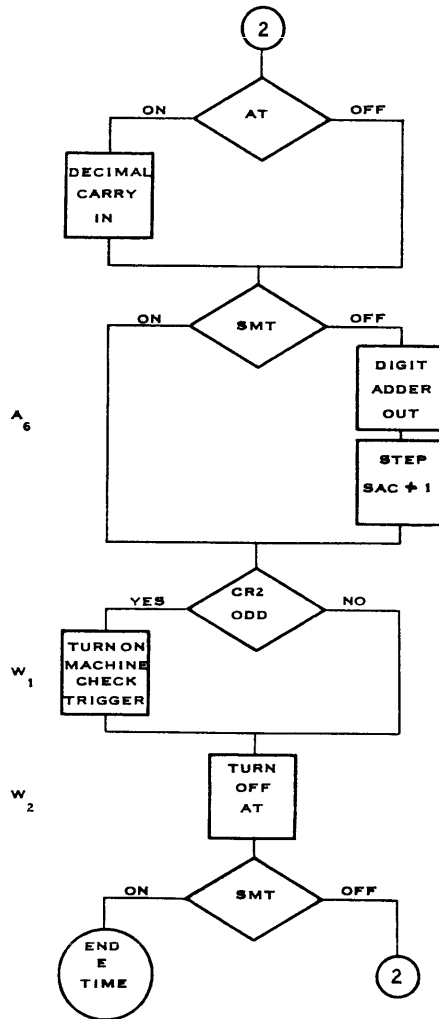 2
ON
AT
OFF
DECIMAL
CARRY
IN
ON
SMT
OFF
DIGIT
ADDER
OUT
A6
STEP
SAC + 1
YES
CR2
ODD
NO
TURN ON
MACHINE
CHECK
TRIGGER
W1
TURN
OFF
AT
W2
ON
SMT
OFF
END
E
TIME
2